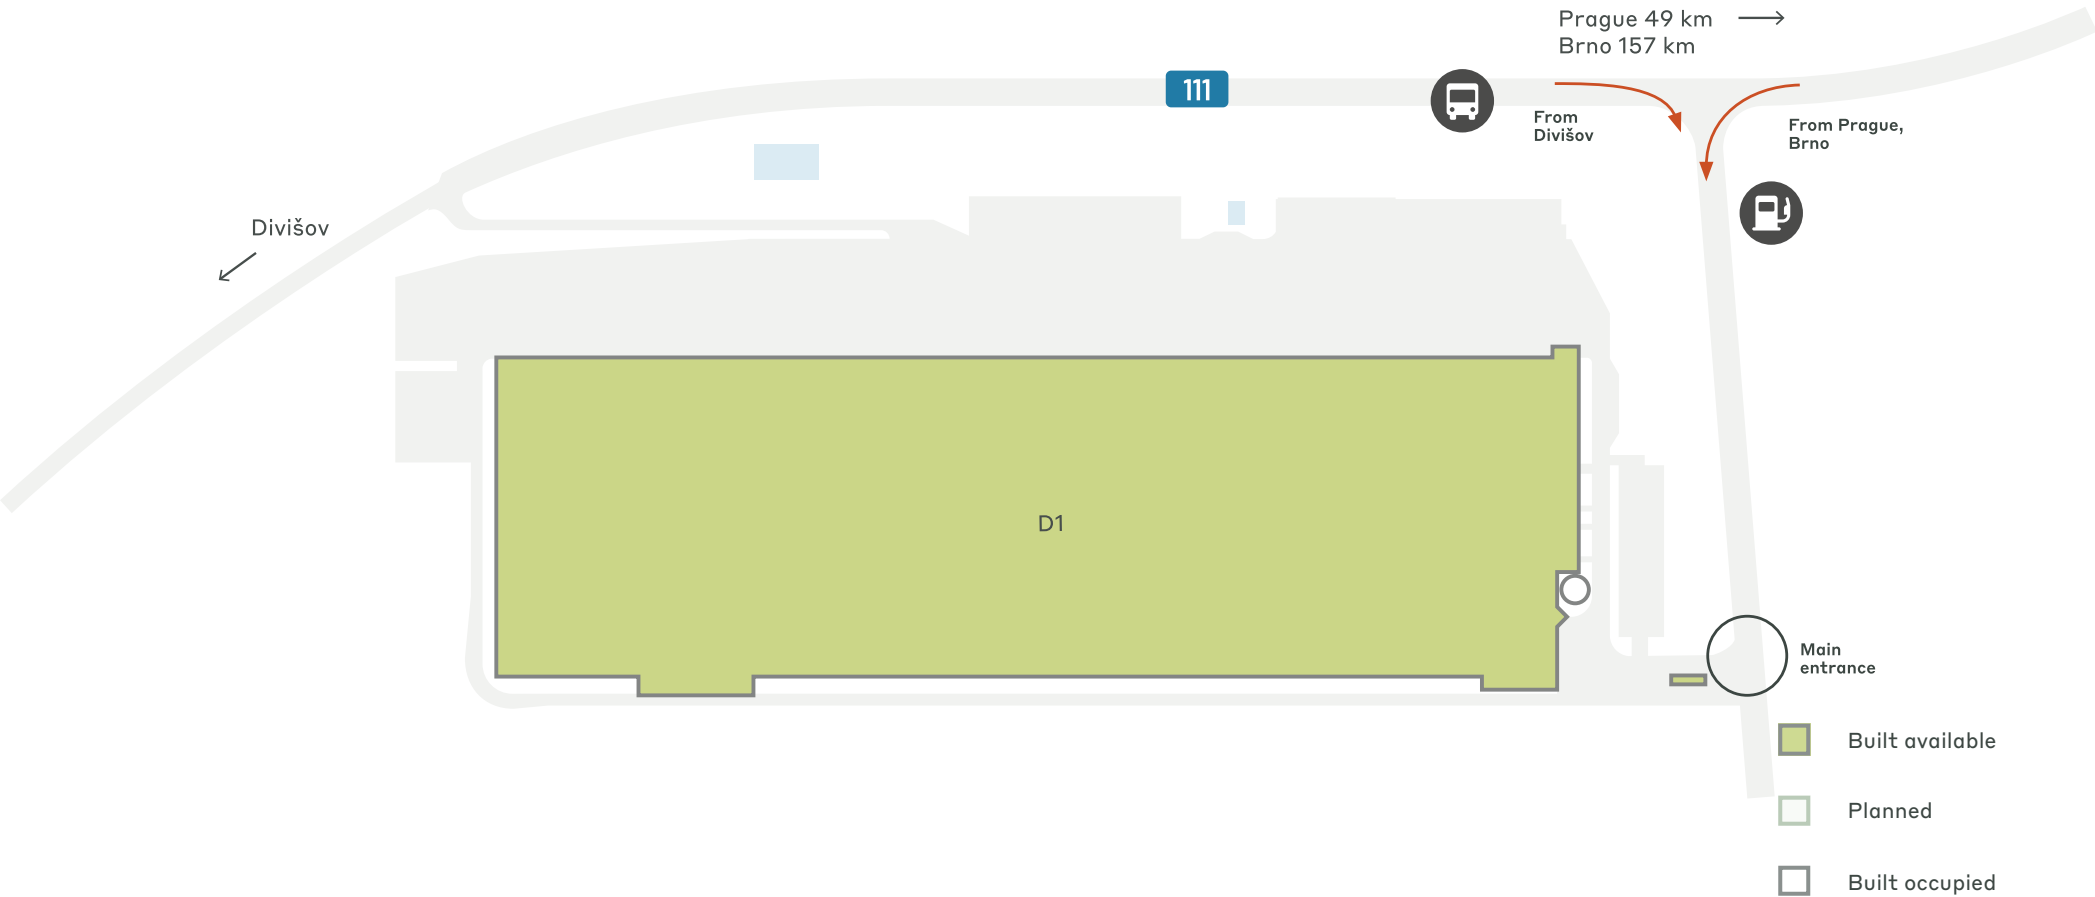 Prague 49 km
Brno 157 km
111
From
Divišov
From Prague,
Brno
Divišov
D1
Main
entrance
Built available
Planned
Built occupied